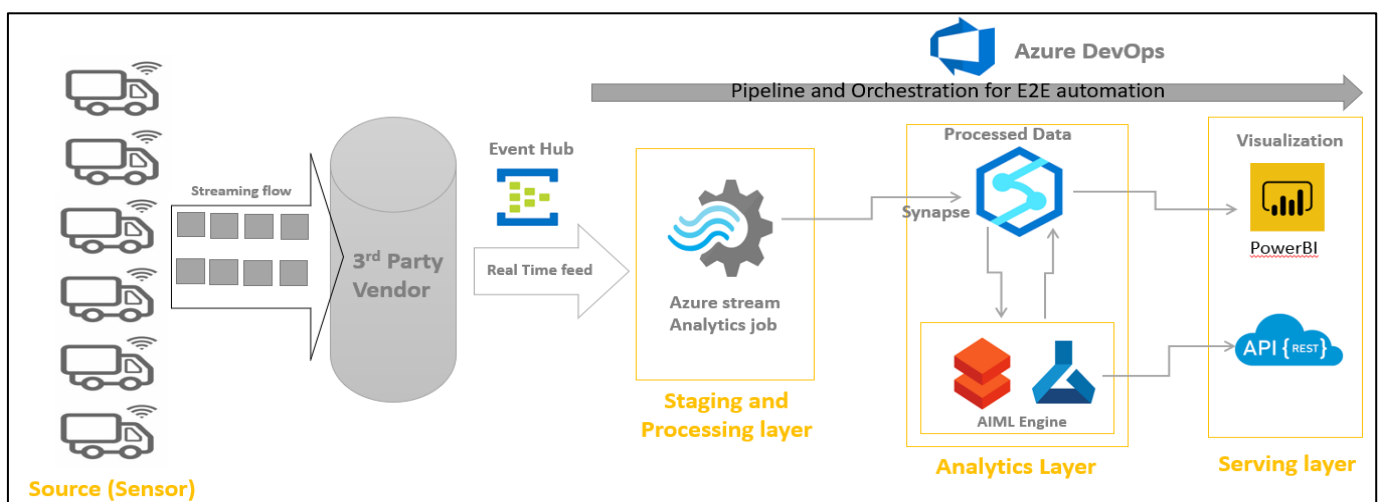 Azure DevOps
Pipeline and Orchestration for E2E automation
Streaming flow
3rd Party
Vendor
Event Hub
Real Time feed
Azure stream
Analytics job
Staging and
Processing layer
Processed Data
Synapse
AIML Engine
Analytics Layer
Visualization
PowerBI
API {REST}
Serving layer
Source (Sensor)